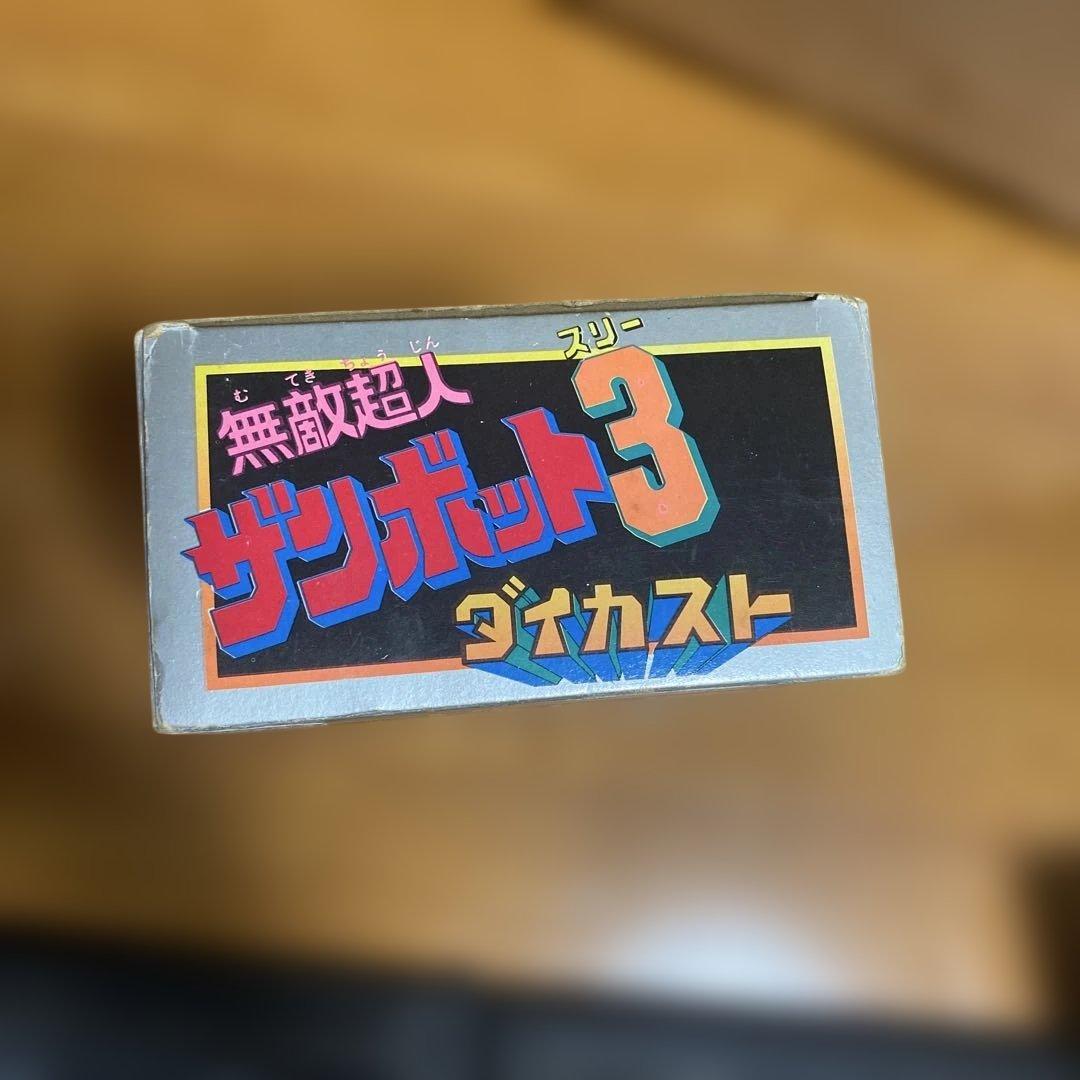 むてきちょうじん
無敵超人
スリー
ザンボット3
ダイカスト